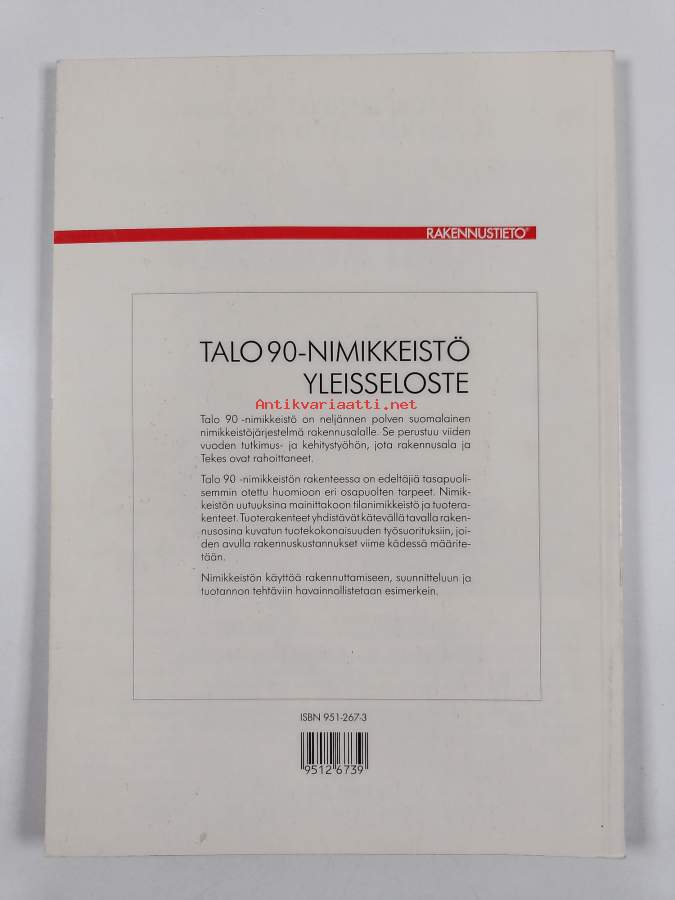 RAKENNUSTIETO®
TALO 90-NIMIKKEISTÖ
YLEISSELOSTE
Antikvariaatti.net
Talo 90 -nimikkeistö on neljännen polven suomalainen
nimikkeistöjärjestelmä rakennusalalle. Se perustuu viiden
vuoden tutkimus- ja kehitystyöhön, jota rakennusala ja
Tekes ovat rahoittaneet.
Talo 90 -nimikkeistön rakenteessa on edeltäjiä tasapuoli-
semmin otettu huomioon eri osapuolten tarpeet. Nimik-
keistön uutuuksina mainittakoon tilanimikkeistö ja tuotera-
kenteet. Tuoterakenteet yhdistävät kätevällä tavalla raken-
nusosina kuvatun tuotekokonaisuuden työsuorituksiin, joi-
den avulla rakennuskustannukset viime kädessä määrite-
tään.
Nimikkeistön käyttöä rakennuttamiseen, suunnitteluun ja
tuotannon tehtäviin havainnollistetaan esimerkein.
ISBN 951-267-3
9512 6739